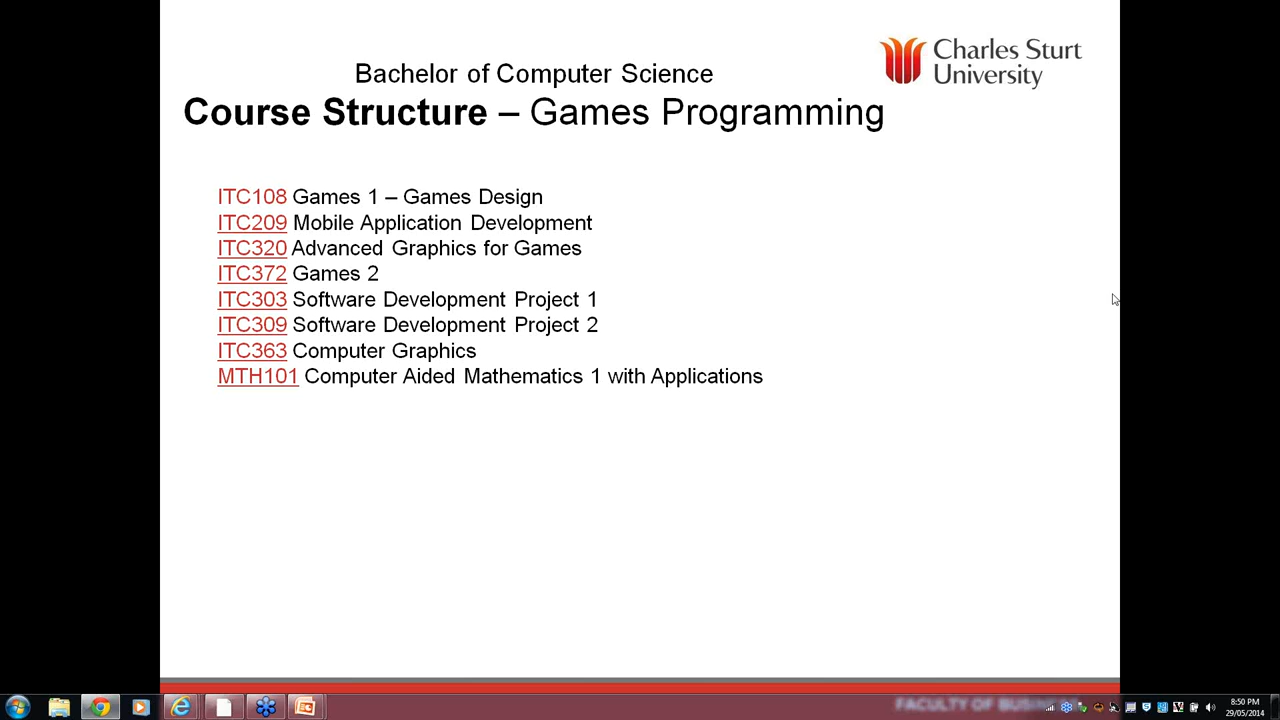 Charles Sturt
University
Bachelor of Computer Science
Course Structure – Games Programming
ITC108 Games 1 – Games Design
ITC209 Mobile Application Development
ITC320 Advanced Graphics for Games
ITC372 Games 2
ITC303 Software Development Project 1
ITC309 Software Development Project 2
ITC363 Computer Graphics
MTH101 Computer Aided Mathematics 1 with Applications
FACULTY OF
8:50 PM
29/05/2014